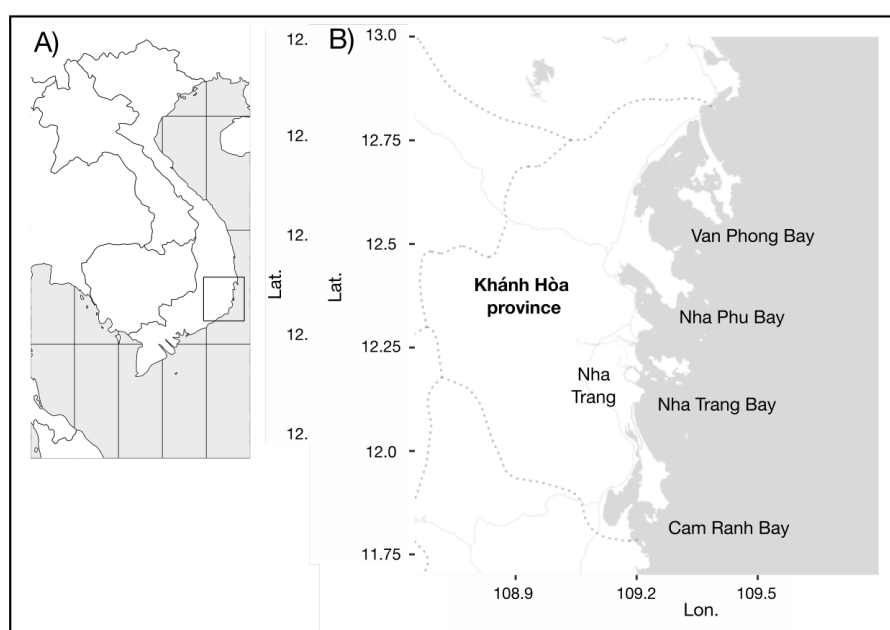 A)
12.
12.
12.
12.
12.
Lat.
B)
13.0
12.75
12.5
12.25
12.0
11.75
Lat.
Van Phong Bay
Khánh Hòa
province
Nha Phu Bay
Nha
Trang
Nha Trang Bay
Cam Ranh Bay
108.9
109.2
109.5
Lon.